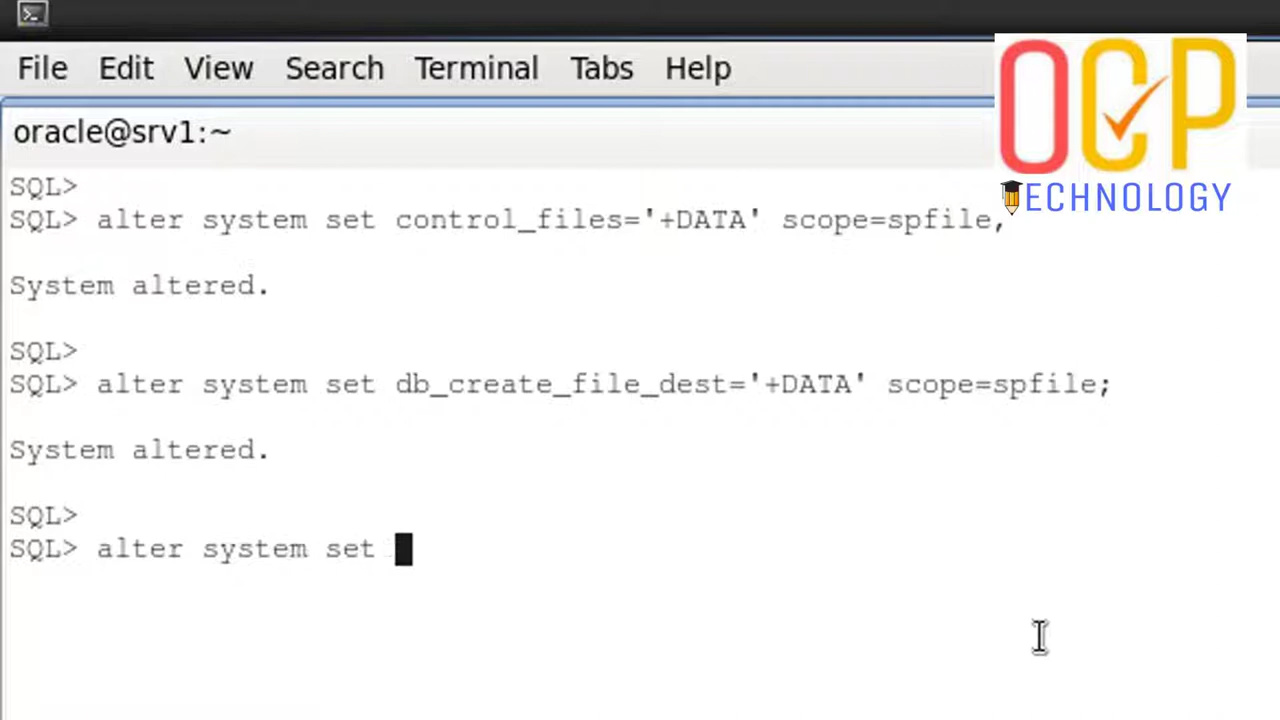 File Edit View Search Terminal Tabs Help
OCP
TECHNOLOGY
oracle@srv1:~
SQL>
SQL> alter system set control_files='+DATA' scope=spfile;
System altered.
SQL>
SQL> alter system set db_create_file_dest='+DATA' scope=spfile;
System altered.
SQL>
SQL> alter system set